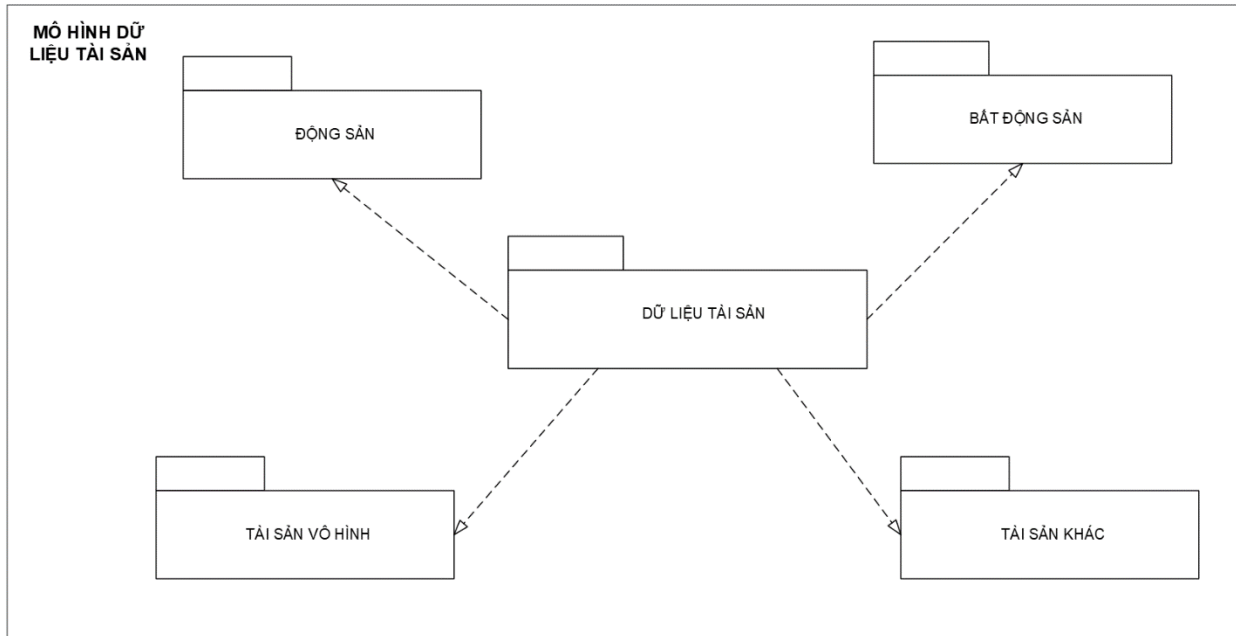 MÔ HÌNH DỮ
LIỆU TÀI SẢN
ĐỘNG SẢN
BẤT ĐỘNG SẢN
DỮ LIỆU TÀI SẢN
TÀI SẢN VÔ HÌNH
TÀI SẢN KHÁC